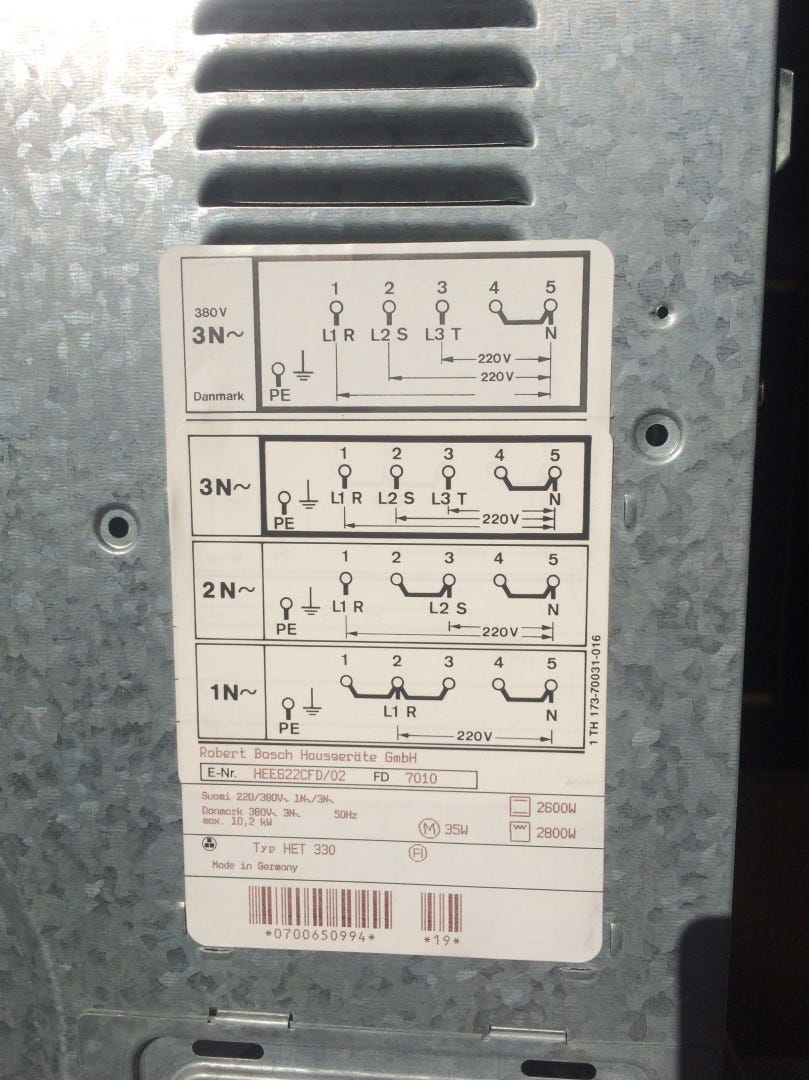 1 2 3 4 5
380V
3N~
L1 R L2 S L3 T N
220V
220V
PE
Danmark
1 2 3 4 5
3N~
L1 R L2 S L3 T N
220V
PE
1 2 3 4 5
2N~
L1 R L2 S N
220V
PE
1 2 3 4 5
1N~
L1 R N
220V
PE
1 TH 173-70031-016
Robert Bosch Hausgeräte GmbH
E-Nr. HEE622CFD/02 FD 7010
Suomi 220/380V~ 1N~/3N~
Danmark 380V~ 3N~ 50Hz
max. 10,2 kW
M 35W
2600W
2800W
Typ HET 330
FI
Made in Germany
*0700650994* *19*